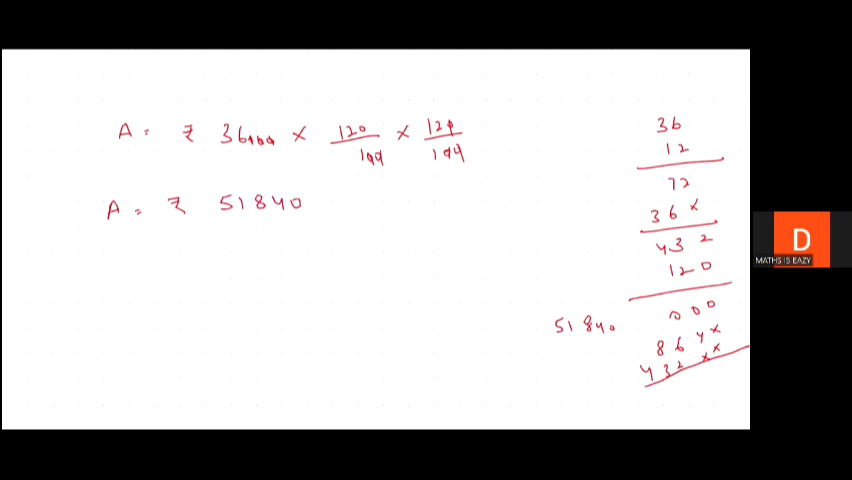 A = ₹ 36000 × 120/100 × 120/100
A = ₹ 51840
36
12
72
36×
432
120
000
51840
864×
432××
D
MATHS IS EAZY